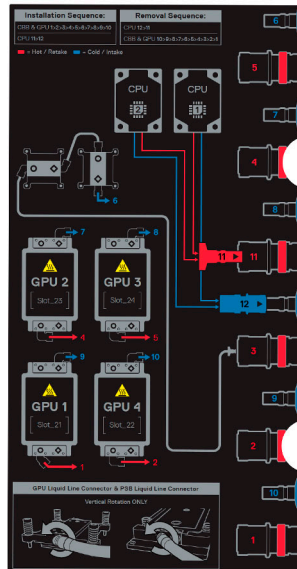 Installation Sequence:
CBB & GPU 1>2>3>4>5>6>7>8>9>10
CPU 11>12
Removal Sequence:
CPU 12>11
CBB & GPU 10>9>8>7>6>5>4>3>2>1
= Hot / Retake
= Cold / Intake
6
5
7
4
8
11
12
3
9
2
10
1
CPU
2
CPU
1
11
12
6
7
8
GPU 2
Slot_23
GPU 3
Slot_24
4
5
9
10
GPU 1
Slot_21
GPU 4
Slot_22
1
2
GPU Liquid Line Connector & PSB Liquid Line Connector
Vertical Rotation ONLY